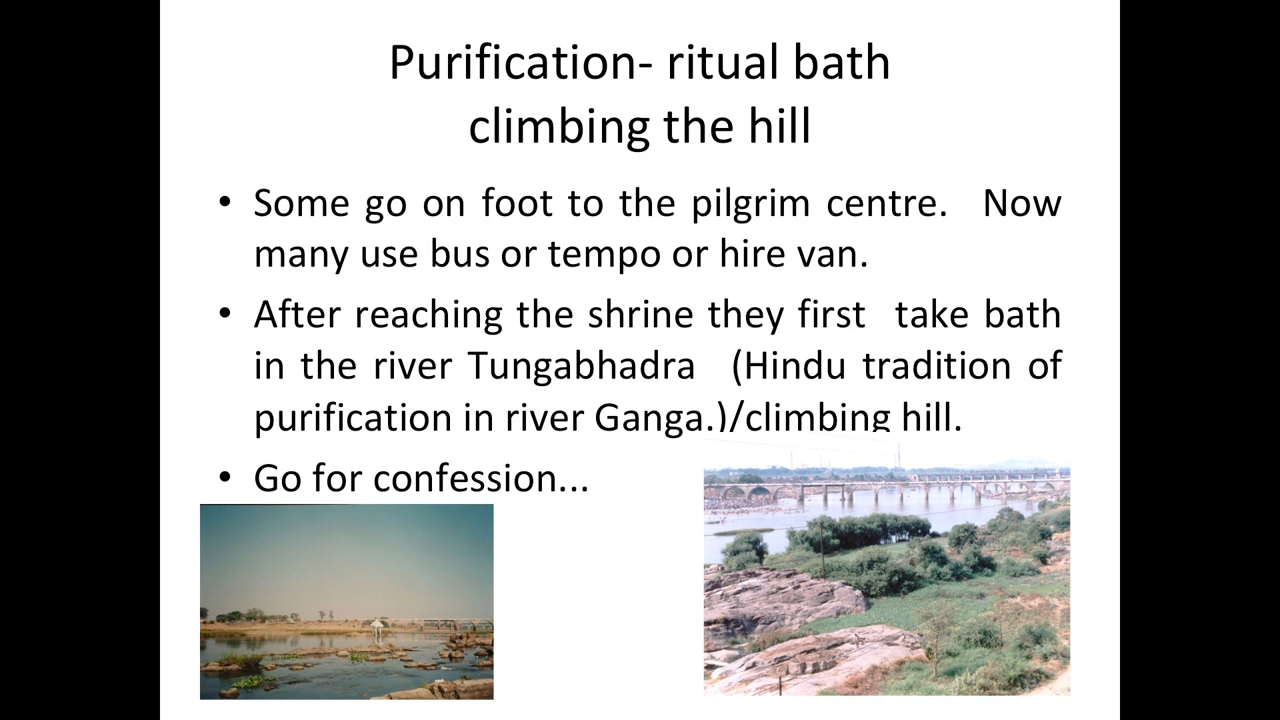 Purification- ritual bath
climbing the hill
• Some go on foot to the pilgrim centre. Now
many use bus or tempo or hire van.
• After reaching the shrine they first take bath
in the river Tungabhadra (Hindu tradition of
purification in river Ganga.)/climbing hill.
• Go for confession...